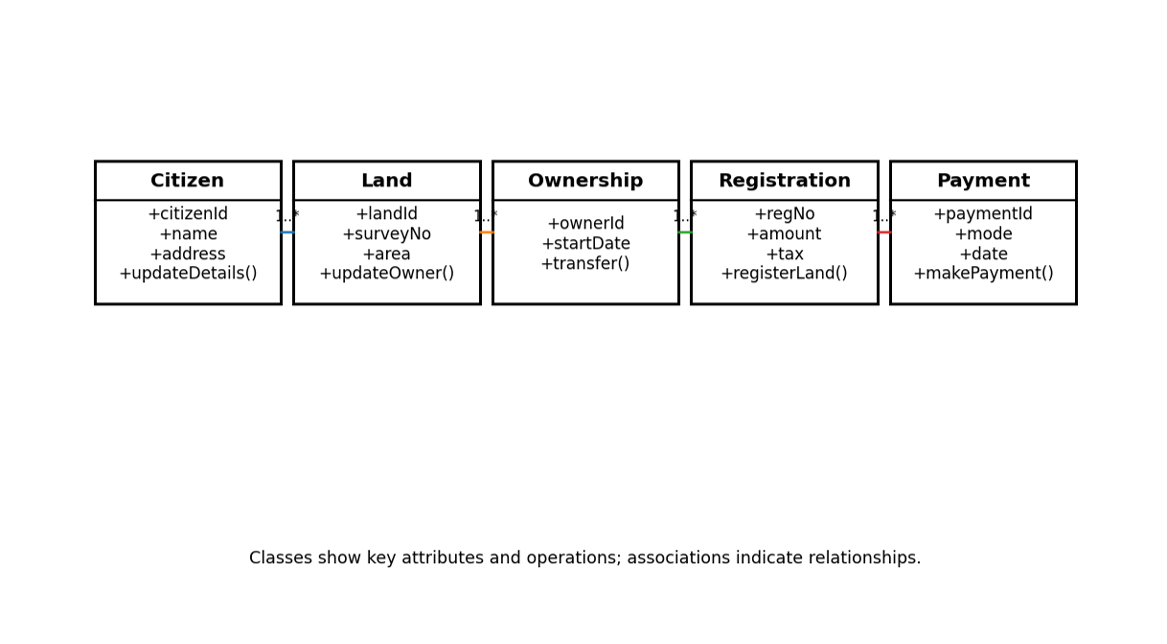 Citizen
+citizenId
+name
+address
+updateDetails()
1..*
Land
+landId
+surveyNo
+area
+updateOwner()
1..*
Ownership
+ownerId
+startDate
+transfer()
1..*
Registration
+regNo
+amount
+tax
+registerLand()
1..*
Payment
+paymentId
+mode
+date
+makePayment()
Classes show key attributes and operations; associations indicate relationships.